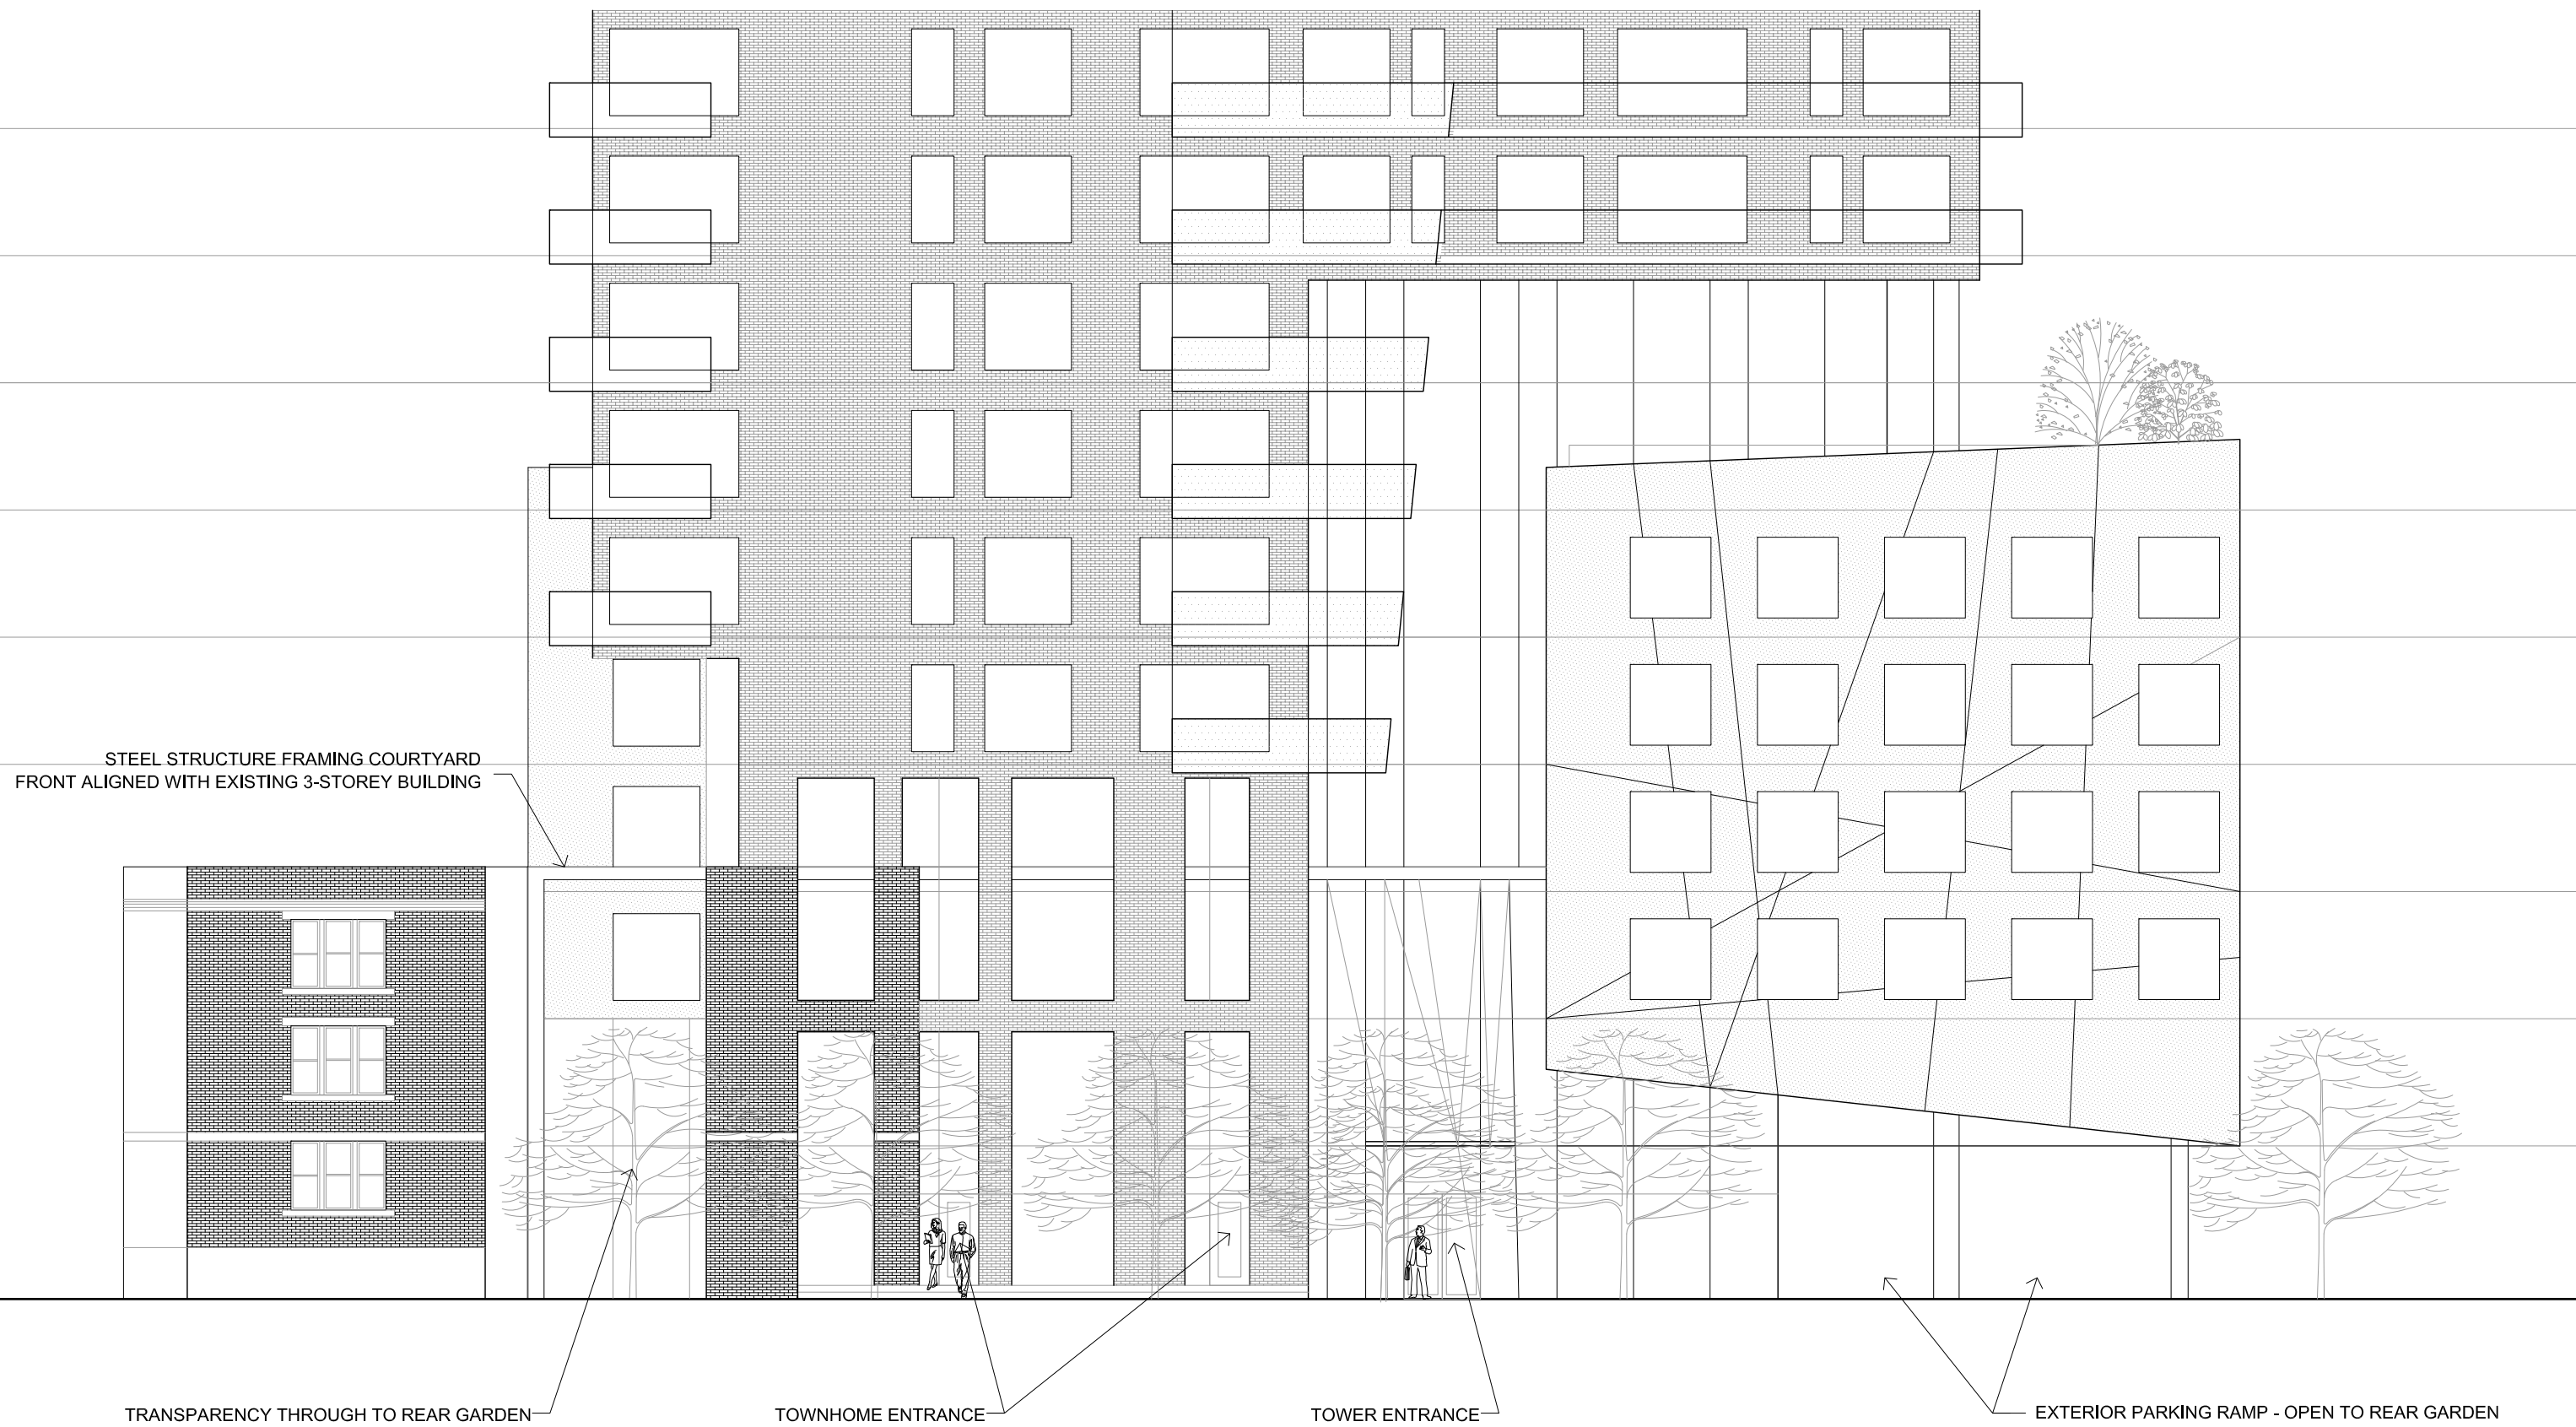 STEEL STRUCTURE FRAMING COURTYARD
FRONT ALIGNED WITH EXISTING 3-STOREY BUILDING
TRANSPARENCY THROUGH TO REAR GARDEN
TOWNHOME ENTRANCE
TOWER ENTRANCE
EXTERIOR PARKING RAMP - OPEN TO REAR GARDEN